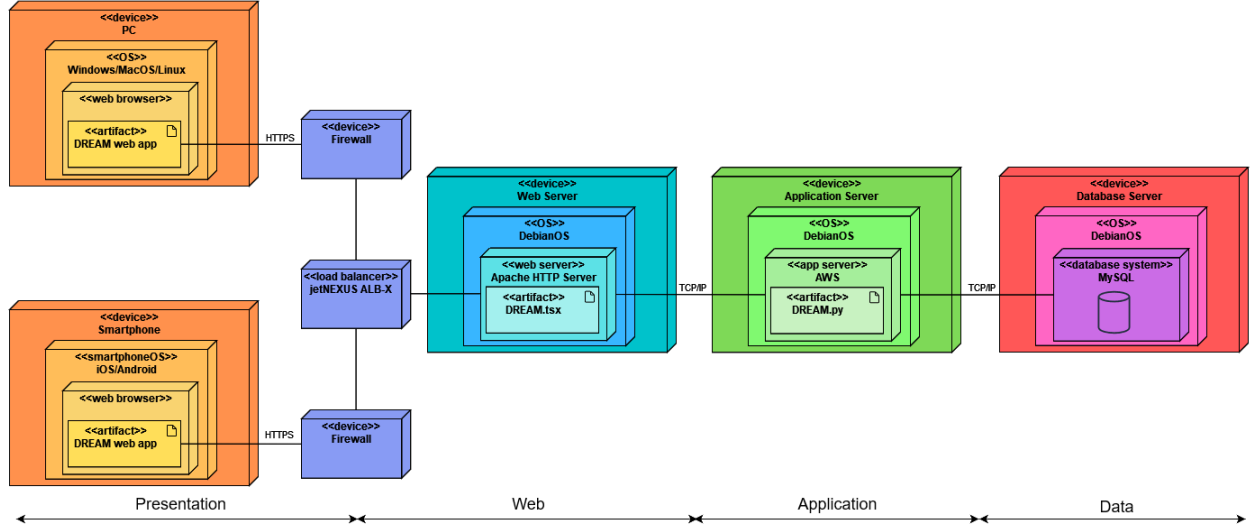 <<device>>
PC
<<OS>>
Windows/MacOS/Linux
<<web browser>>
<<artifact>>
DREAM web app
HTTPS
<<device>>
Firewall
<<device>>
Smartphone
<<smartphoneOS>>
iOS/Android
<<web browser>>
<<artifact>>
DREAM web app
HTTPS
<<device>>
Firewall
<<load balancer>>
jetNEXUS ALB-X
<<device>>
Web Server
<<OS>>
DebianOS
<<web server>>
Apache HTTP Server
<<artifact>>
DREAM.tsx
TCP/IP
<<device>>
Application Server
<<OS>>
DebianOS
<<app server>>
AWS
<<artifact>>
DREAM.py
TCP/IP
<<device>>
Database Server
<<OS>>
DebianOS
<<database system>>
MySQL
Presentation
Web
Application
Data